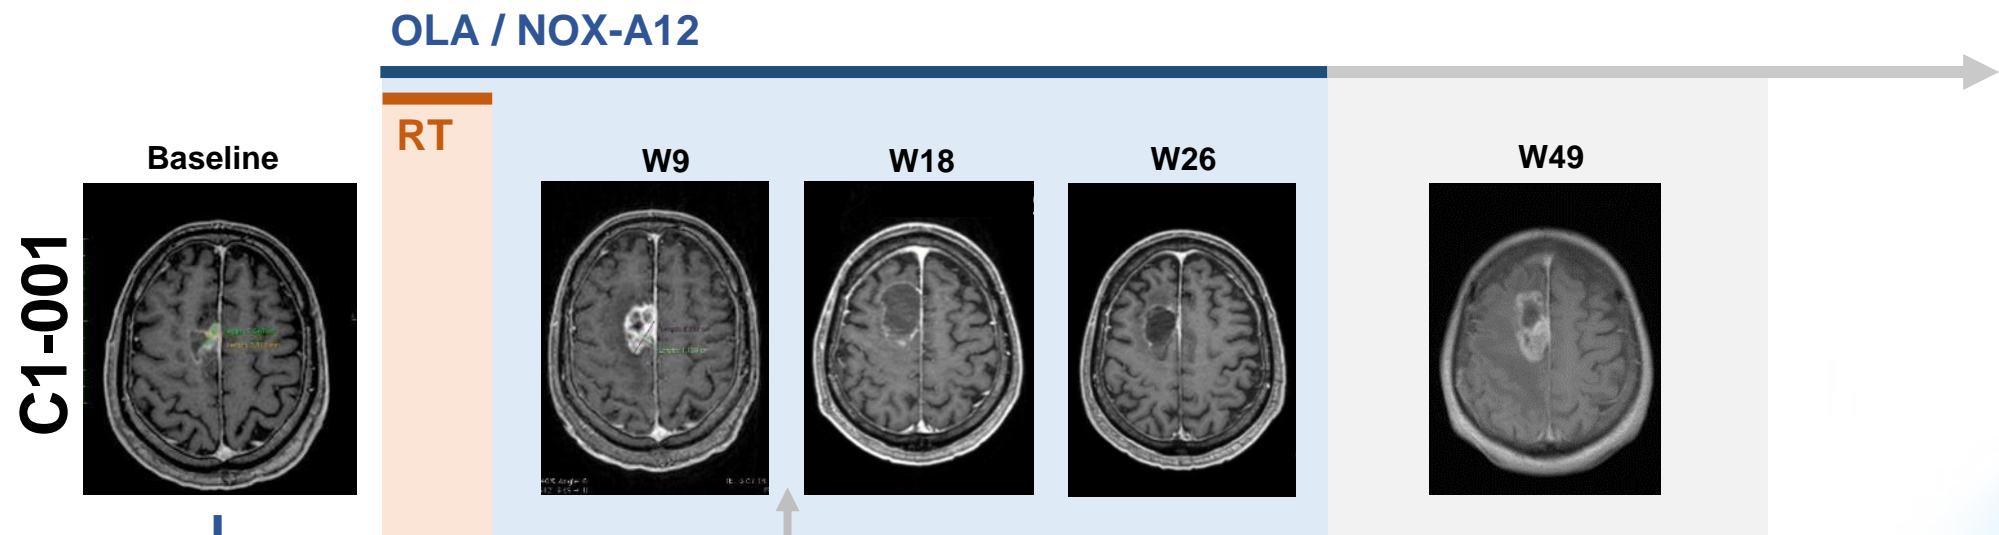 OLA / NOX-A12
RT
Baseline
W9
W18
W26
W49
C1-001